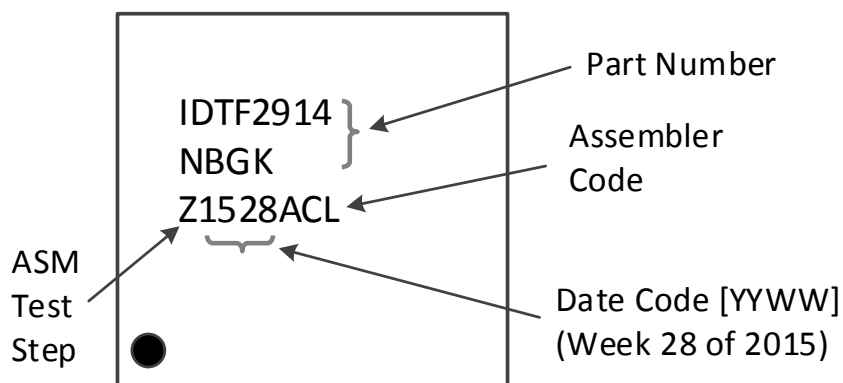 IDTF2914
NBGK
Z1528ACL
Part Number
Assembler
Code
ASM
Test
Step
Date Code [YYWW]
(Week 28 of 2015)